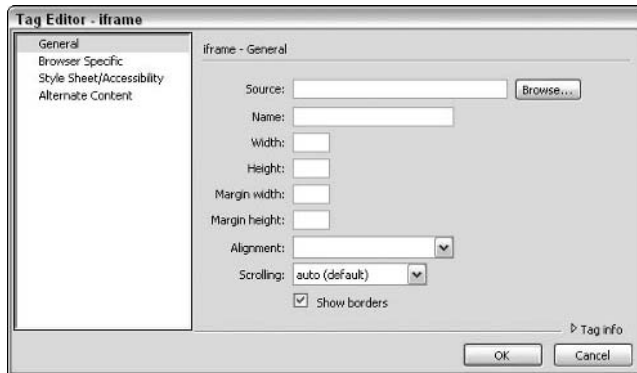 Tag Editor - iframe
General
Browser Specific
Style Sheet/Accessibility
Alternate Content
iframe - General
Source:
Browse...
Name:
Width:
Height:
Margin width:
Margin height:
Alignment:
Scrolling: auto (default)
Show borders
Tag info
OK
Cancel